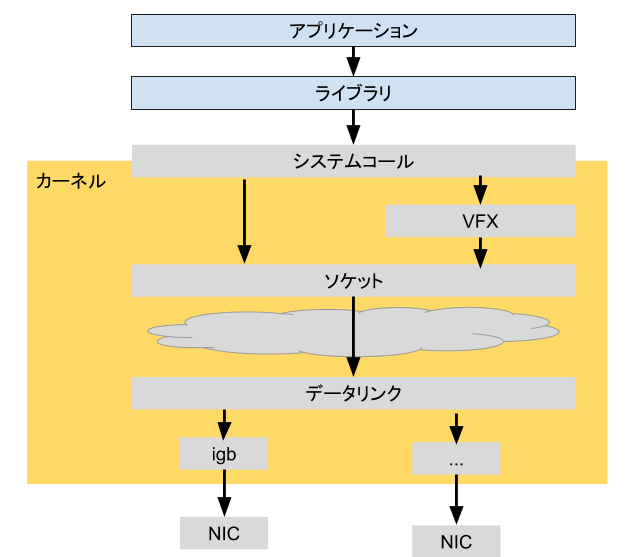 アプリケーション
ライブラリ
システムコール
カーネル
VFX
ソケット
データリンク
igb
...
NIC
NIC